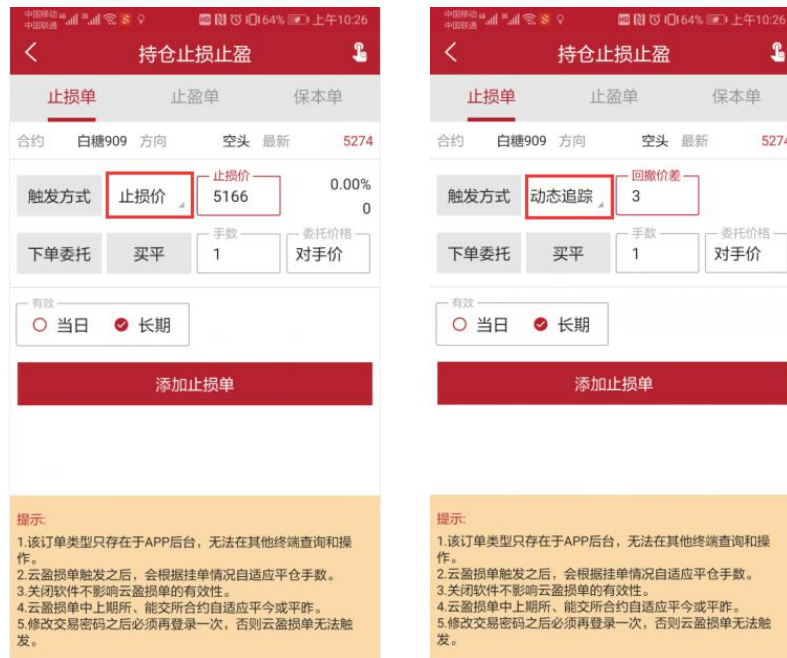 中国移动
中国联通
HD
64%
上午10:26
持仓止损止盈
止损单 止盈单 保本单
合约 白糖909 方向 空头 最新 5274
止损价
触发方式 止损价 5166 0.00%
0
手数 委托价格
下单委托 买平 1 对手价
有效
当日 长期
添加止损单
提示:
1.该订单类型只存在于APP后台，无法在其他终端查询和操
作。
2.云盈损单触发之后，会根据挂单情况自适应平仓手数。
3.关闭软件不影响云盈损单的有效性。
4.云盈损单中上期所、能交所合约自适应平今或平昨。
5.修改交易密码之后必须再登录一次，否则云盈损单无法触
发。
中国移动
中国联通
HD
64%
上午10:26
持仓止损止盈
止损单 止盈单 保本单
合约 白糖909 方向 空头 最新 5274
回撤价差
触发方式 动态追踪 3
手数 委托价格
下单委托 买平 1 对手价
有效
当日 长期
添加止损单
提示:
1.该订单类型只存在于APP后台，无法在其他终端查询和操
作。
2.云盈损单触发之后，会根据挂单情况自适应平仓手数。
3.关闭软件不影响云盈损单的有效性。
4.云盈损单中上期所、能交所合约自适应平今或平昨。
5.修改交易密码之后必须再登录一次，否则云盈损单无法触
发。